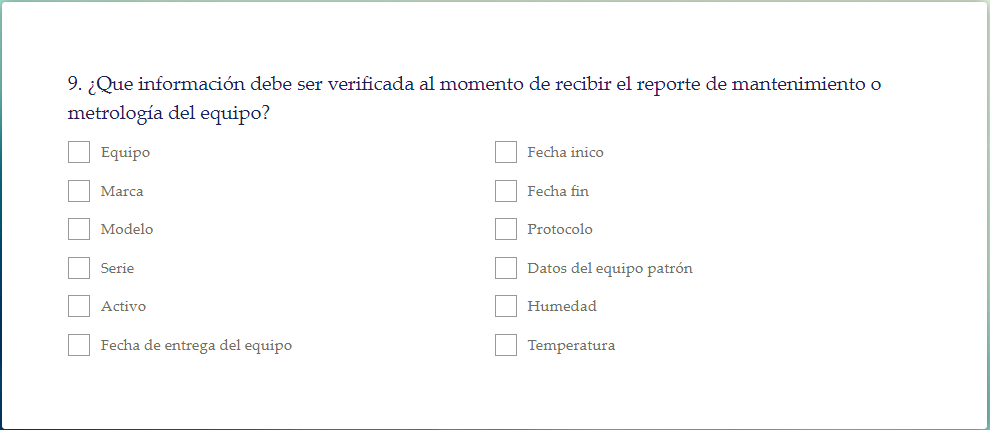 9. ¿Que información debe ser verificada al momento de recibir el reporte de mantenimiento o
metrología del equipo?
Equipo
Marca
Modelo
Serie
Activo
Fecha de entrega del equipo
Fecha inico
Fecha fin
Protocolo
Datos del equipo patrón
Humedad
Temperatura